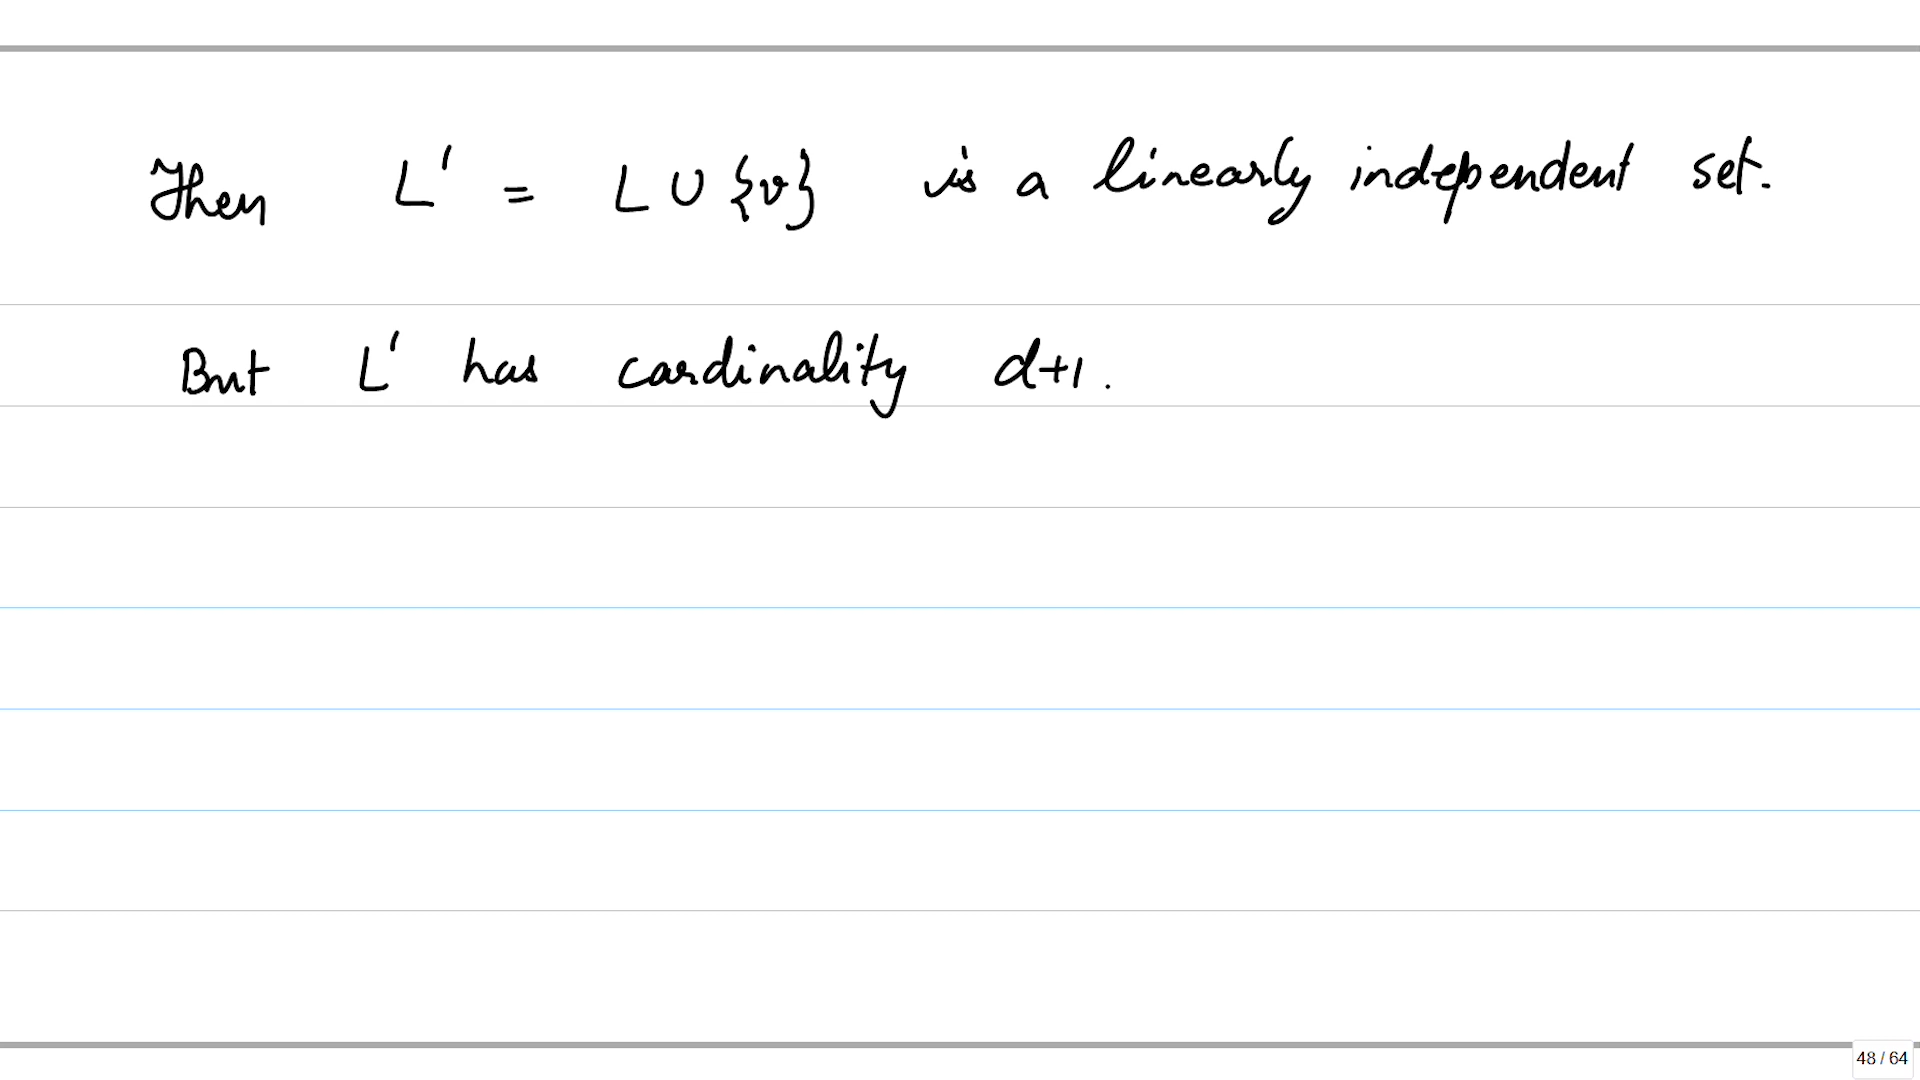 Then L' = L ∪ {v} is a linearly independent set.
But L' has cardinality d+1.
48 / 64